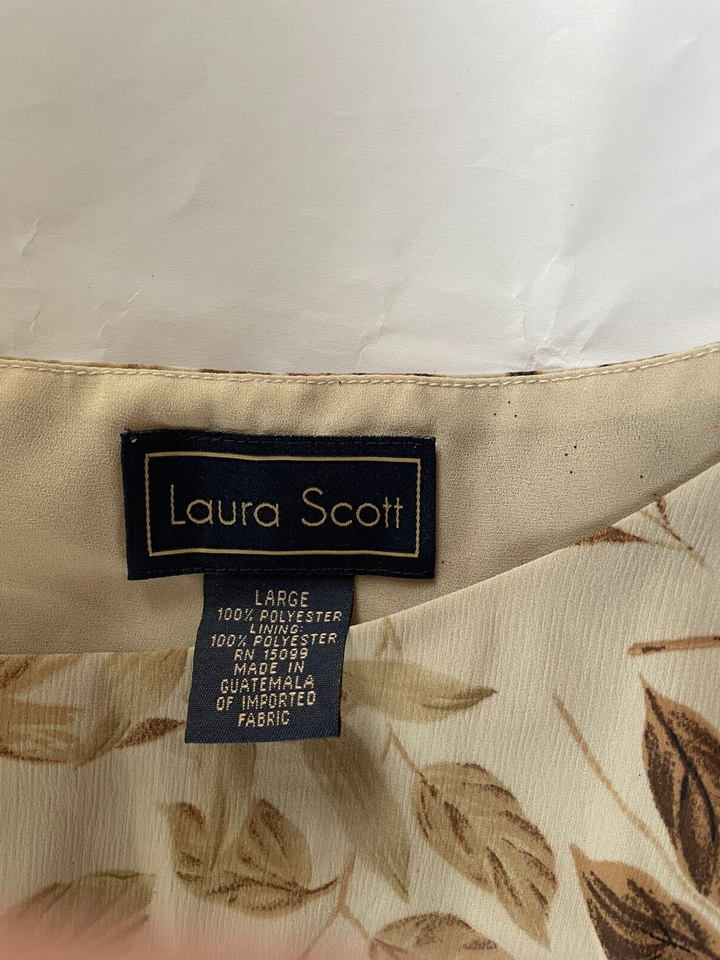 Laura Scott
LARGE
100% POLYESTER
LINING:
100% POLYESTER
RN 15099
MADE IN
GUATEMALA
OF IMPORTED
FABRIC